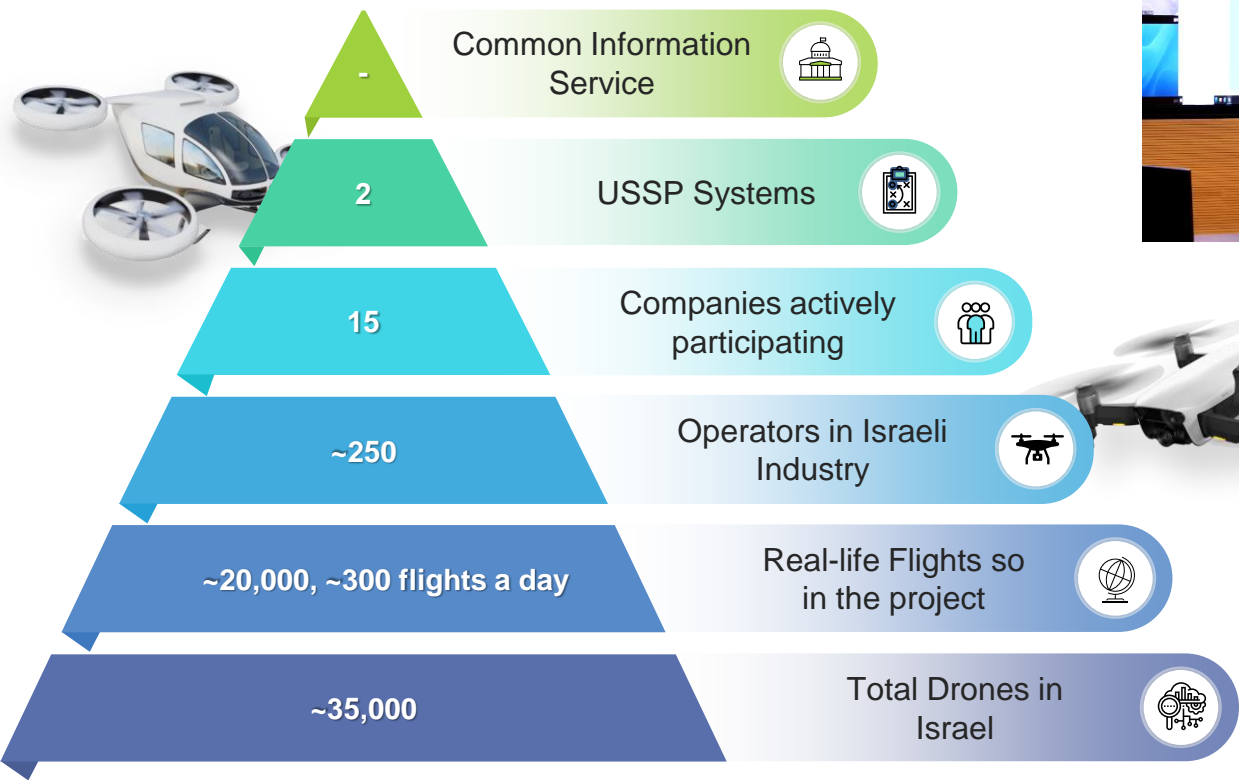 -
Common Information
Service
2
USSP Systems
15
Companies actively
participating
~250
Operators in Israeli
Industry
~20,000, ~300 flights a day
Real-life Flights so
in the project
~35,000
Total Drones in
Israel